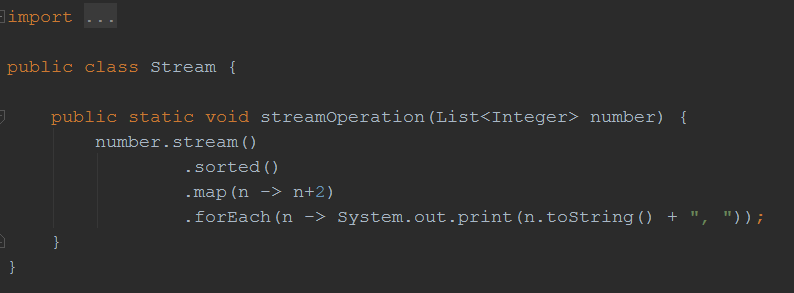 import ...
public class Stream {
public static void streamOperation(List<Integer> number) {
number.stream()
.sorted()
.map(n -> n+2)
.forEach(n -> System.out.print(n.toString() + ", "));
}
}